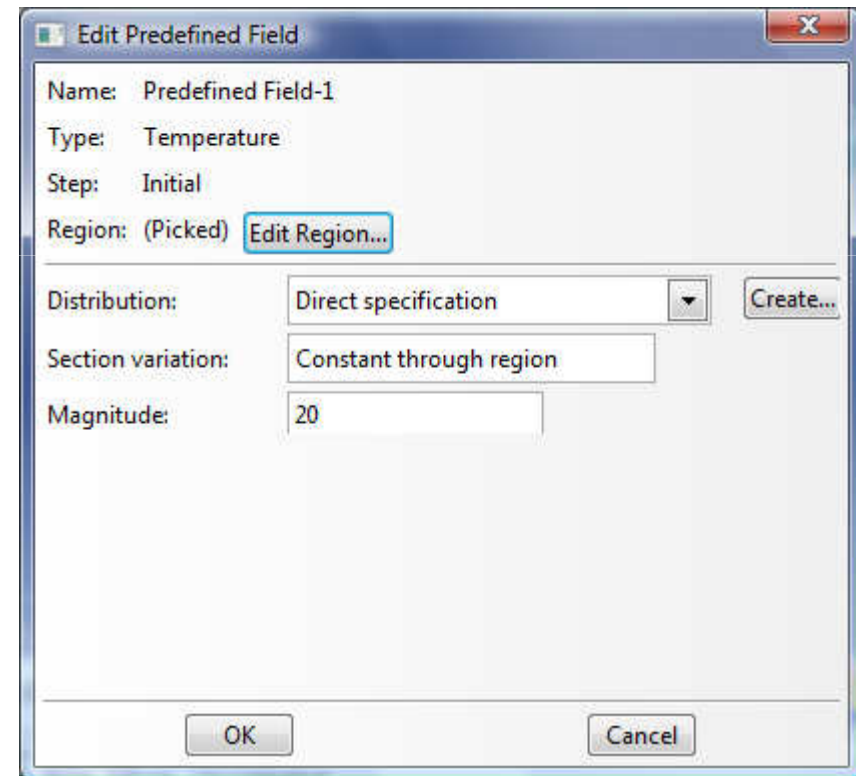 Edit Predefined Field
Name: Predefined Field-1
Type: Temperature
Step: Initial
Region: (Picked) Edit Region...
Distribution: Direct specification Create...
Section variation: Constant through region
Magnitude: 20
OK Cancel